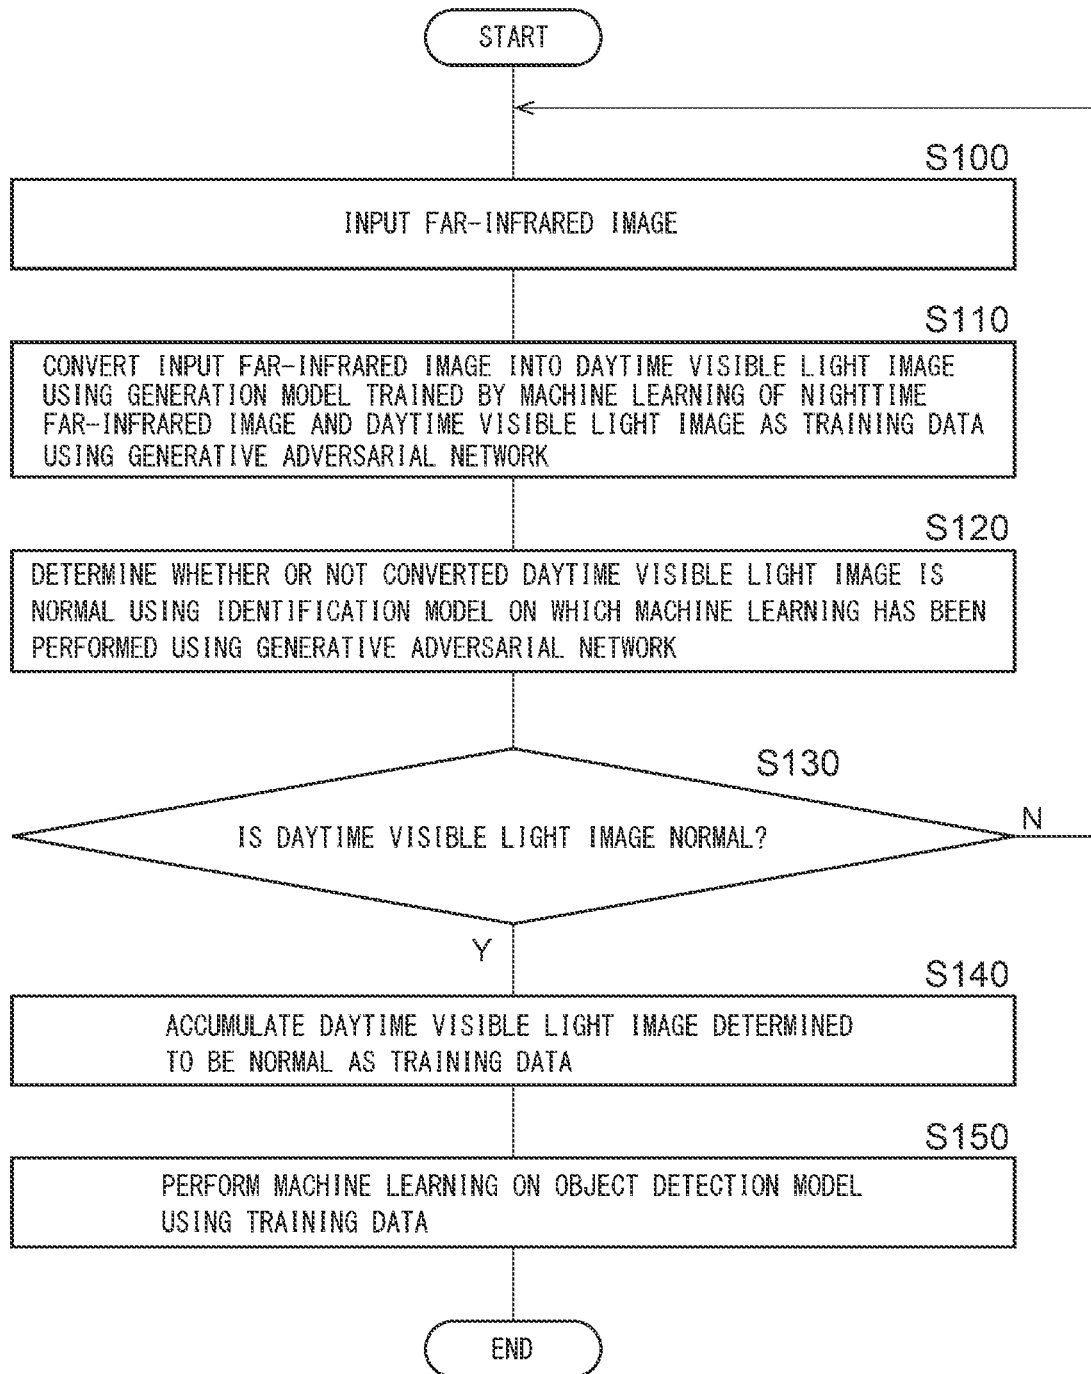 START
S100
INPUT FAR-INFRARED IMAGE
S110
CONVERT INPUT FAR-INFRARED IMAGE INTO DAYTIME VISIBLE LIGHT IMAGE
USING GENERATION MODEL TRAINED BY MACHINE LEARNING OF NIGHTTIME
FAR-INFRARED IMAGE AND DAYTIME VISIBLE LIGHT IMAGE AS TRAINING DATA
USING GENERATIVE ADVERSARIAL NETWORK
S120
DETERMINE WHETHER OR NOT CONVERTED DAYTIME VISIBLE LIGHT IMAGE IS
NORMAL USING IDENTIFICATION MODEL ON WHICH MACHINE LEARNING HAS BEEN
PERFORMED USING GENERATIVE ADVERSARIAL NETWORK
S130
IS DAYTIME VISIBLE LIGHT IMAGE NORMAL?
N
Y
S140
ACCUMULATE DAYTIME VISIBLE LIGHT IMAGE DETERMINED
TO BE NORMAL AS TRAINING DATA
S150
PERFORM MACHINE LEARNING ON OBJECT DETECTION MODEL
USING TRAINING DATA
END